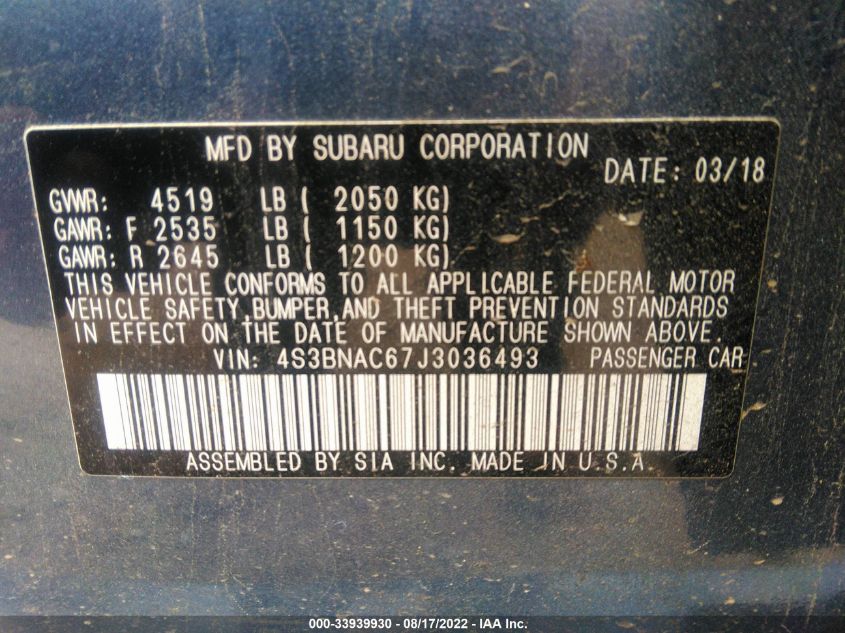 MFD BY SUBARU CORPORATION
DATE: 03/18
GVWR: 4519 LB ( 2050 KG)
GAWR: F 2535 LB ( 1150 KG)
GAWR: R 2645 LB ( 1200 KG)
THIS VEHICLE CONFORMS TO ALL APPLICABLE FEDERAL MOTOR
VEHICLE SAFETY,BUMPER,AND THEFT PREVENTION STANDARDS
IN EFFECT ON THE DATE OF MANUFACTURE SHOWN ABOVE.
VIN: 4S3BNAC67J3036493 PASSENGER CAR
ASSEMBLED BY SIA INC. MADE IN U.S.A.
000-33939930 - 08/17/2022 - IAA Inc.